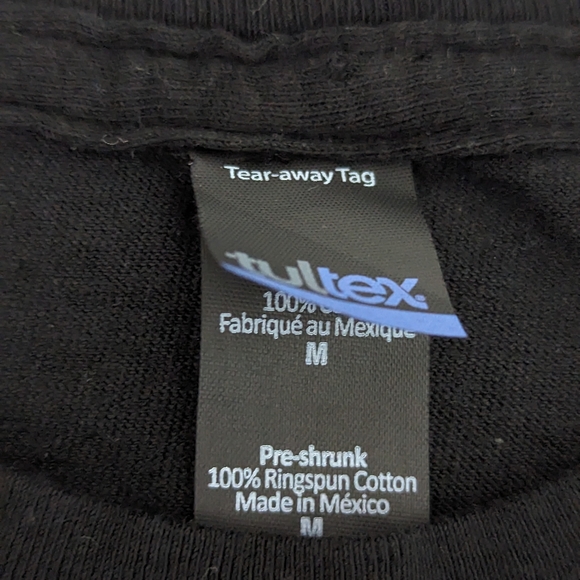 Tear-away Tag
tultex
100%
Fabriqué au Mexique
M
Pre-shrunk
100% Ringspun Cotton
Made in México
M